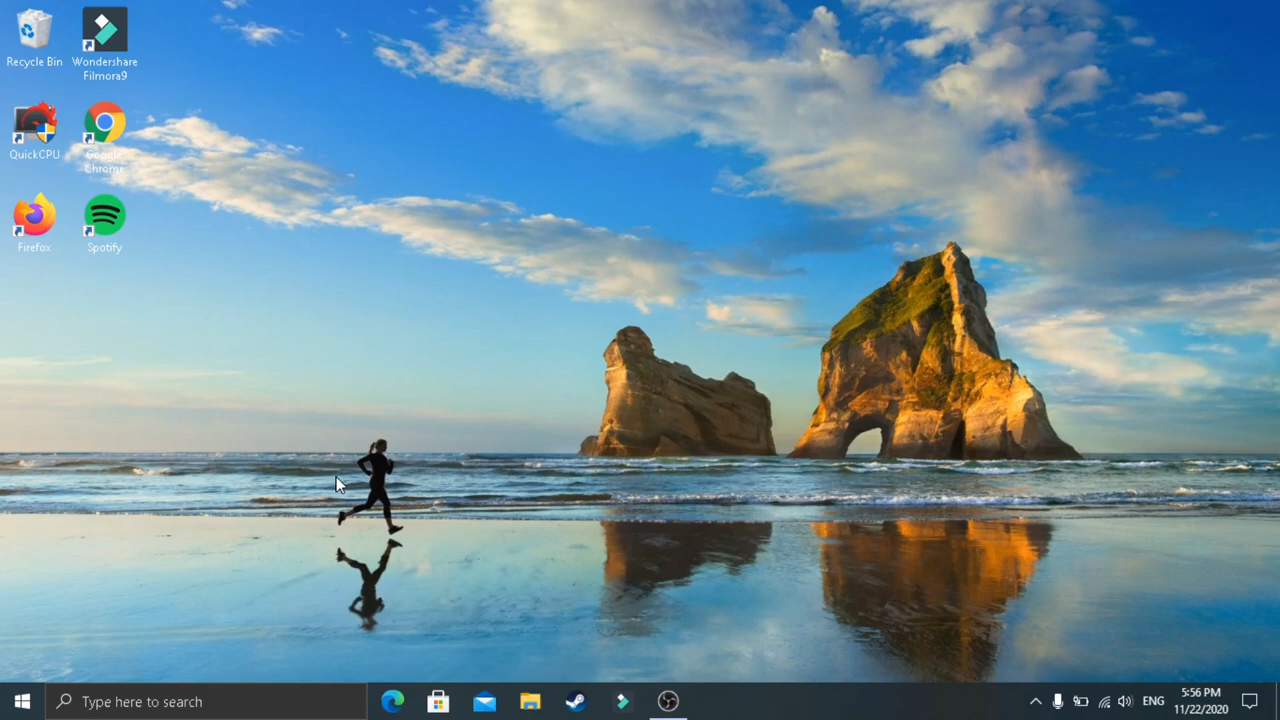 Recycle Bin
Wondershare
Filmora9
QuickCPU
Google
Chrome
Firefox
Spotify
Type here to search
ENG
5:56 PM
11/22/2020